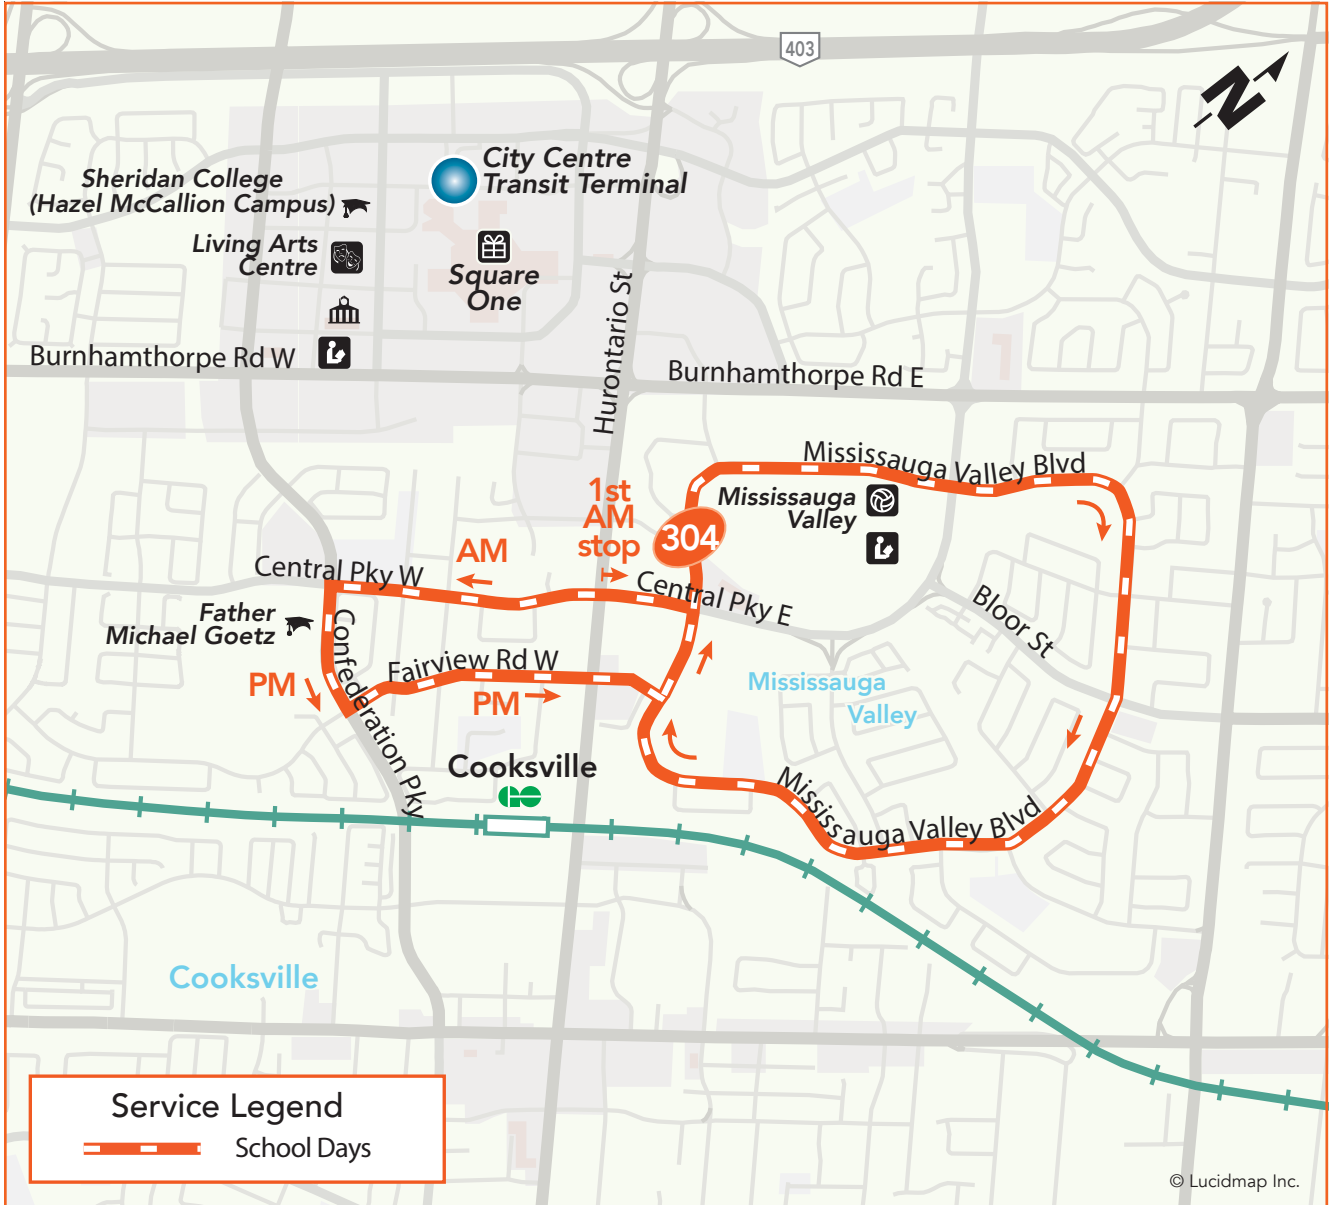 403
N
City Centre
Transit Terminal
Sheridan College
(Hazel McCallion Campus)
Living Arts
Centre
Square
One
Hurontario St
Burnhamthorpe Rd W
Burnhamthorpe Rd E
Mississauga Valley Blvd
1st
AM
stop
Mississauga
Valley
304
AM
Central Pky W
Central Pky E
Father
Michael Goetz
Confederation Pky
Bloor St
Fairview Rd W
PM
PM
Mississauga
Valley
Cooksville
GO
Mississauga Valley Blvd
Cooksville
Service Legend
School Days
© Lucidmap Inc.